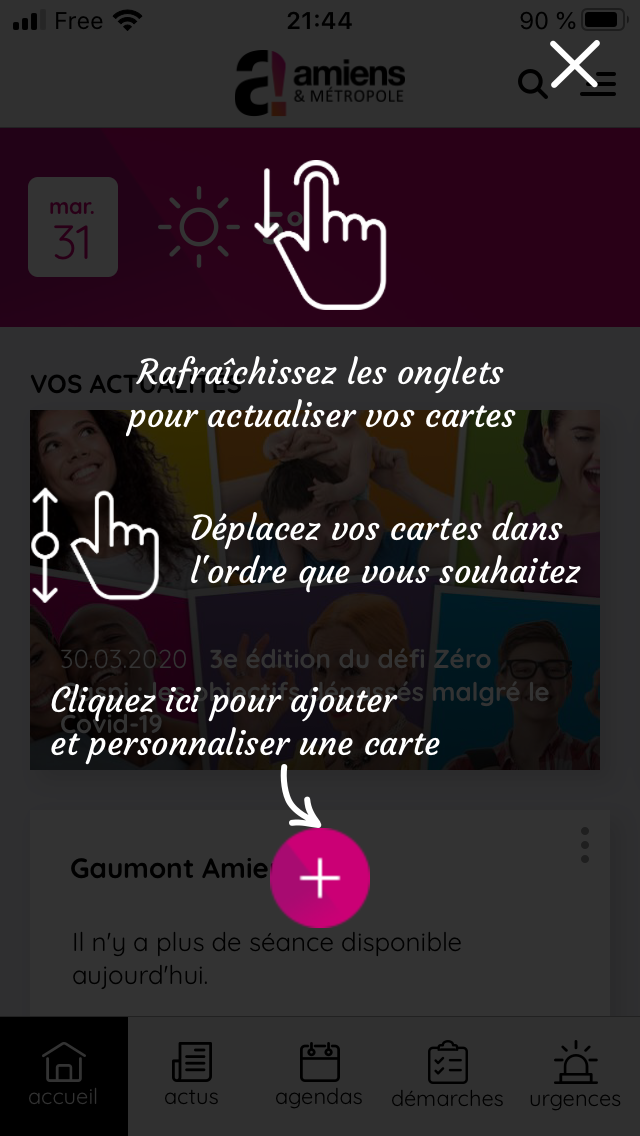 Free 21:44 90 %
amiens
& MÉTROPOLE
mar.
31
Rafraîchissez les onglets
VOS ACTUALITÉS
pour actualiser vos cartes
Déplacez vos cartes dans
l'ordre que vous souhaitez
30.03.2020 3e édition du défi Zéro
objectifs dépassés malgré le
Covid-19
Cliquez ici pour ajouter
et personnaliser une carte
Gaumont
Il n'y a plus de séance disponible
aujourd'hui.
accueil actus agendas démarches urgences